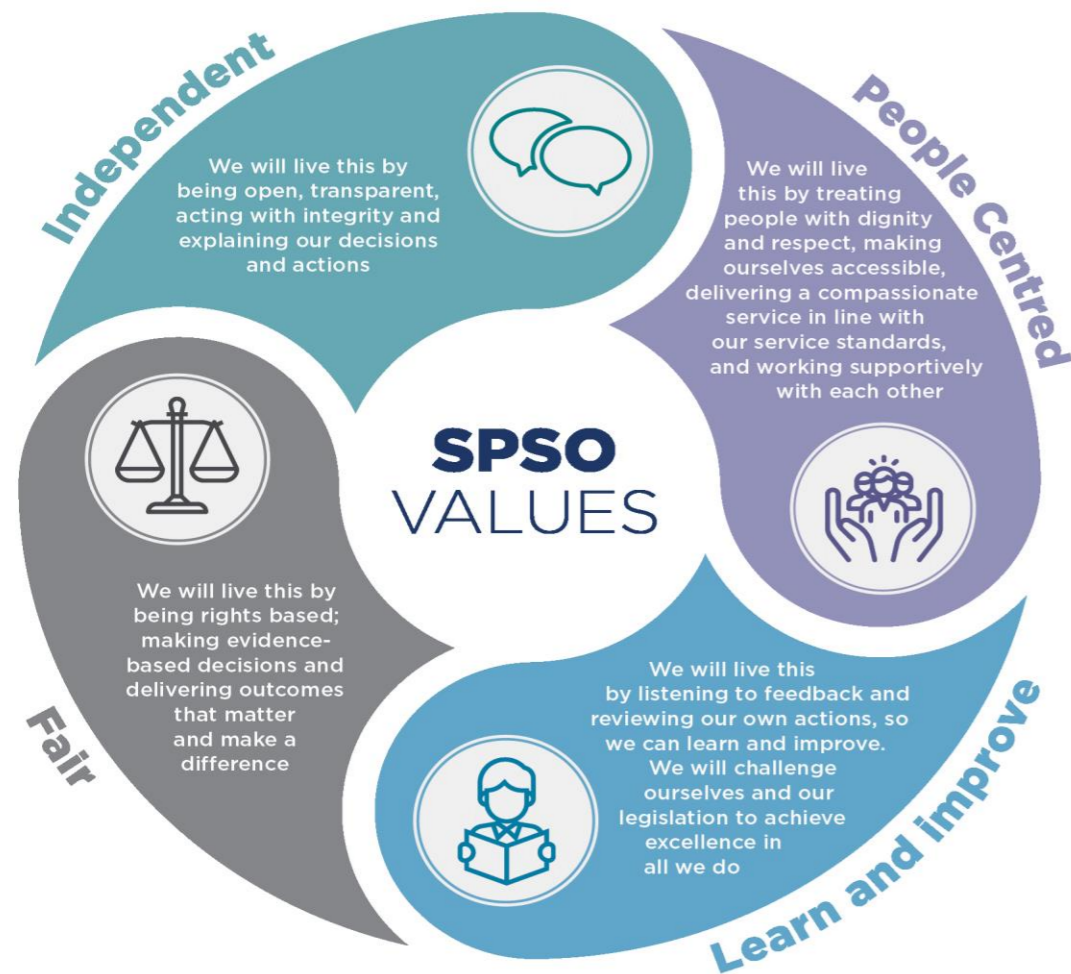 SPSO
VALUES
Independent
We will live this by
being open, transparent,
acting with integrity and
explaining our decisions
and actions
People Centred
We will live
this by treating
people with dignity
and respect, making
ourselves accessible,
delivering a compassionate
service in line with
our service standards,
and working supportively
with each other
Learn and improve
We will live this
by listening to feedback and
reviewing our own actions, so
we can learn and improve.
We will challenge
ourselves and our
legislation to achieve
excellence in
all we do
Fair
We will live this by
being rights based;
making evidence-
based decisions and
delivering outcomes
that matter
and make a
difference